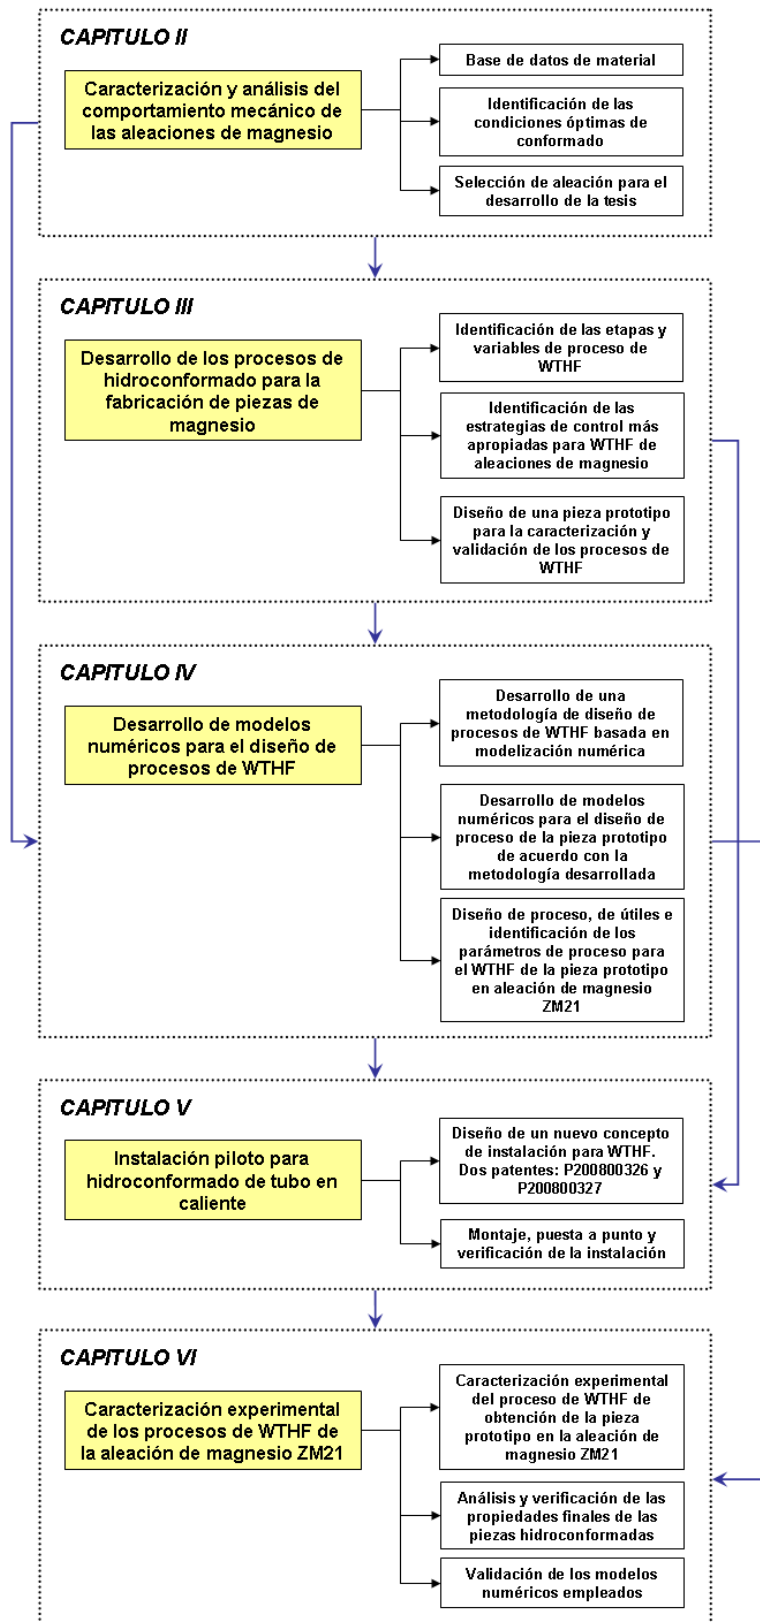 CAPITULO II
Caracterización y análisis del
comportamiento mecánico de
las aleaciones de magnesio
Base de datos de material
Identificación de las
condiciones óptimas de
conformado
Selección de aleación para el
desarrollo de la tesis
CAPITULO III
Desarrollo de los procesos de
hidroconformado para la
fabricación de piezas de
magnesio
Identificación de las etapas y
variables de proceso de
WTHF
Identificación de las
estrategias de control más
apropiadas para WTHF de
aleaciones de magnesio
Diseño de una pieza prototipo
para la caracterización y
validación de los procesos de
WTHF
CAPITULO IV
Desarrollo de modelos
numéricos para el diseño de
procesos de WTHF
Desarrollo de una
metodología de diseño de
procesos de WTHF basada en
modelización numérica
Desarrollo de modelos
numéricos para el diseño de
proceso de la pieza prototipo
de acuerdo con la
metodología desarrollada
Diseño de proceso, de útiles e
identificación de los
parámetros de proceso para
el WTHF de la pieza prototipo
en aleación de magnesio
ZM21
CAPITULO V
Instalación piloto para
hidroconformado de tubo en
caliente
Diseño de un nuevo concepto
de instalación para WTHF.
Dos patentes: P200800326 y
P200800327
Montaje, puesta a punto y
verificación de la instalación
CAPITULO VI
Caracterización experimental
de los procesos de WTHF de
la aleación de magnesio ZM21
Caracterización experimental
del proceso de WTHF de
obtención de la pieza
prototipo en la aleación de
magnesio ZM21
Análisis y verificación de las
propiedades finales de las
piezas hidroconformadas
Validación de los modelos
numéricos empleados